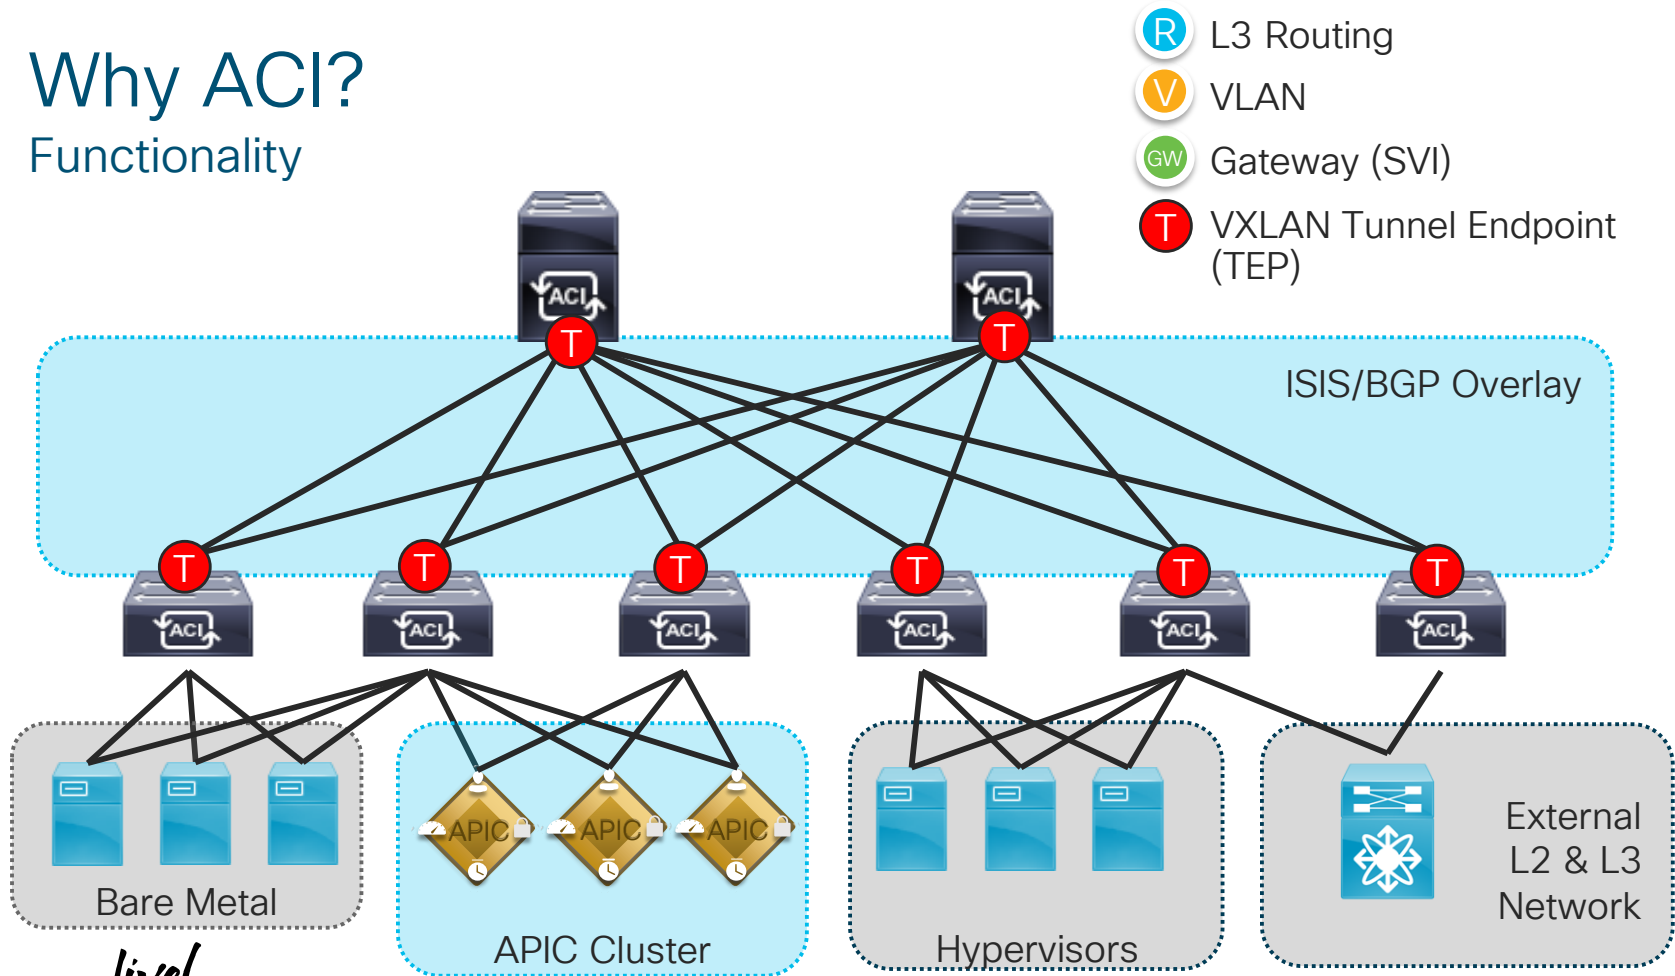 Why ACI?
Functionality
R L3 Routing
V VLAN
GW Gateway (SVI)
T VXLAN Tunnel Endpoint
(TEP)
ACI ACI
T T
ISIS/BGP Overlay
T T T T T T
ACI ACI ACI ACI ACI ACI
APIC APIC APIC
Bare Metal
APIC Cluster
Hypervisors
External
L2 & L3
Network
live!